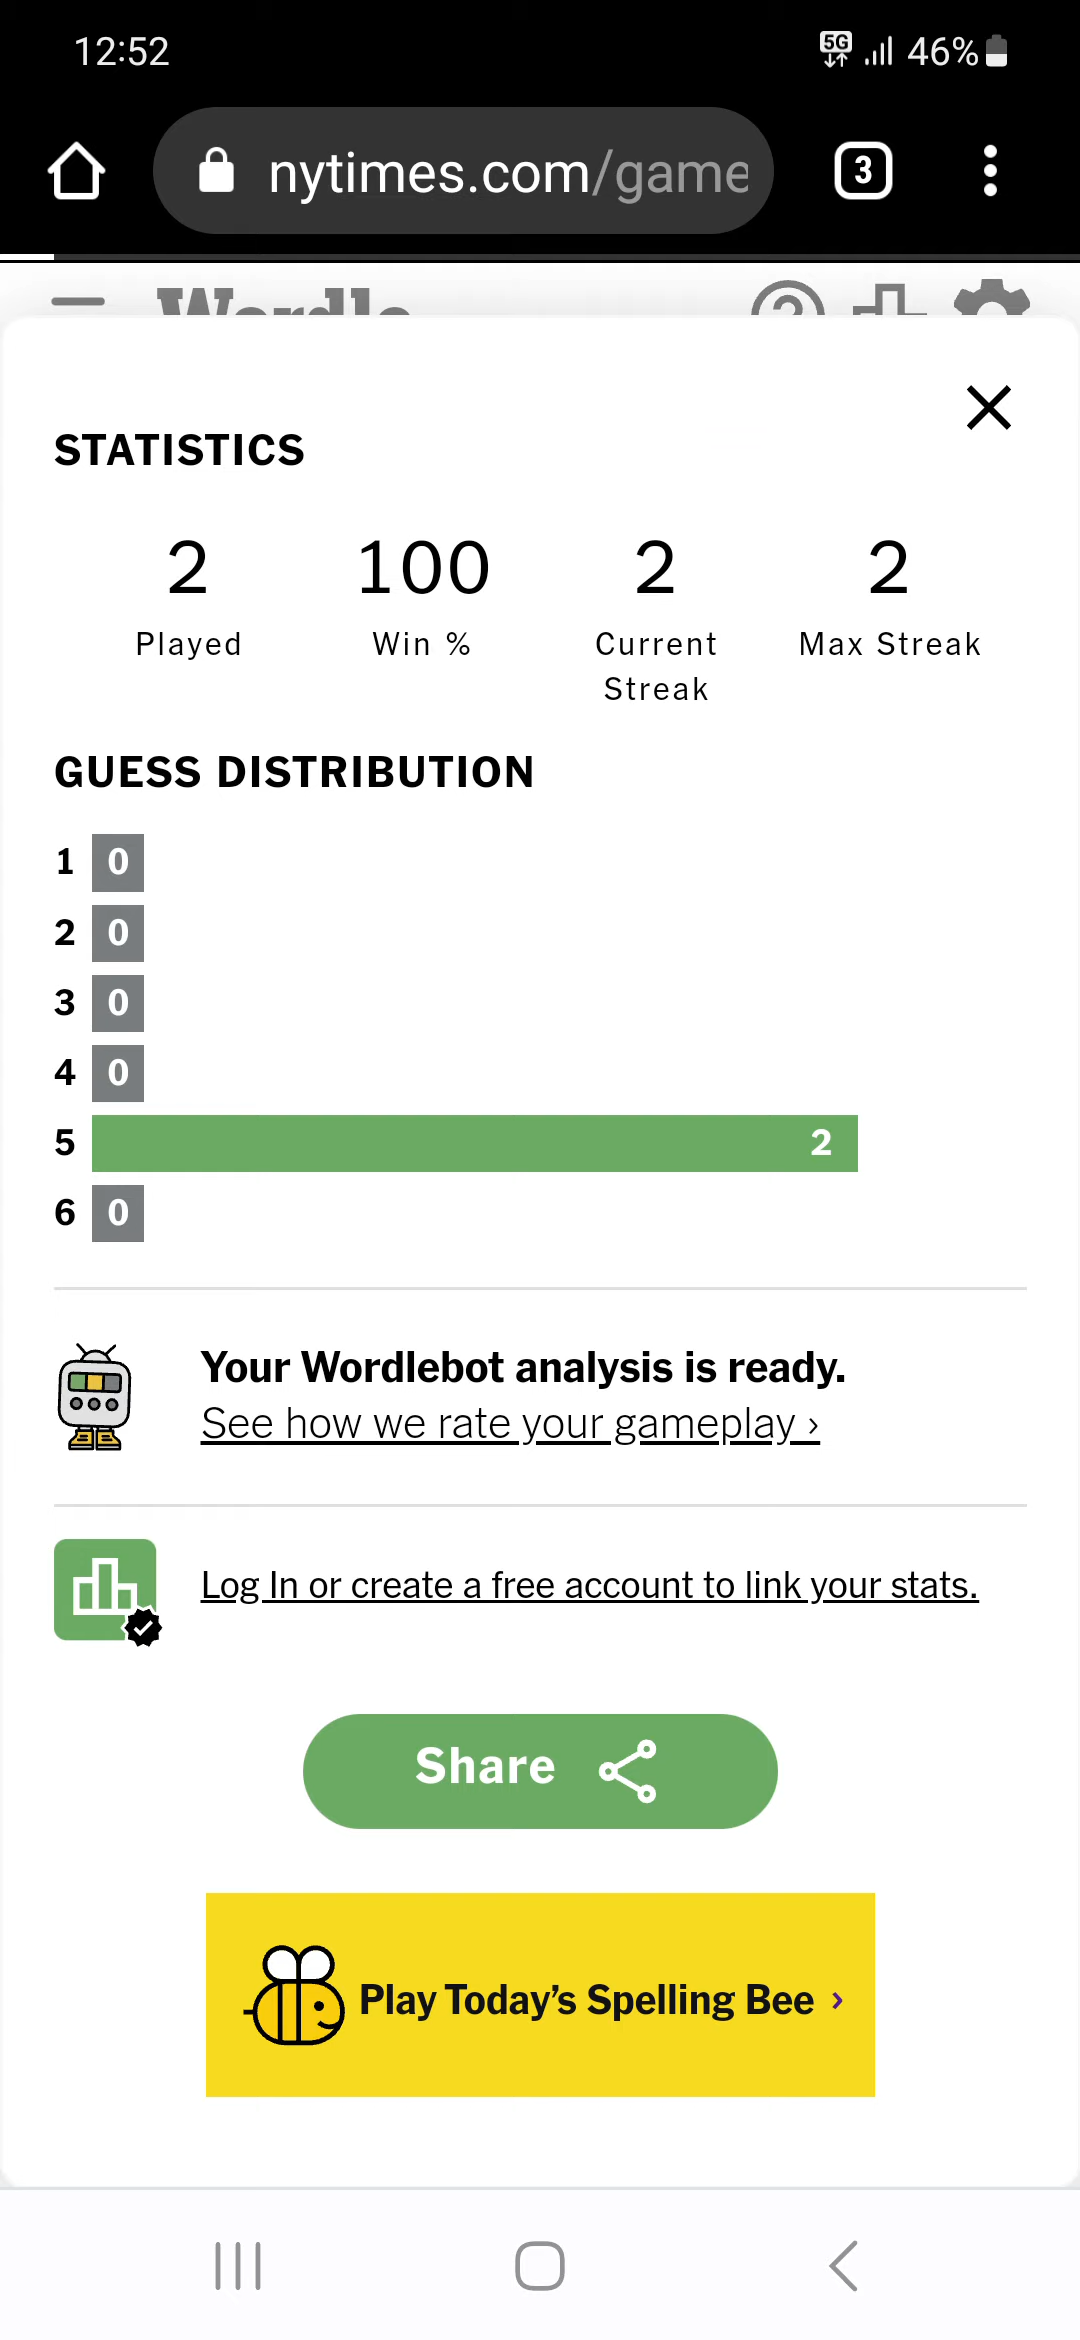 12:52
5G 46%
nytimes.com/game
3
Wordle
STATISTICS
2 100 2 2
Played Win % Current Streak Max Streak
GUESS DISTRIBUTION
1 0
2 0
3 0
4 0
5 2
6 0
Your Wordlebot analysis is ready.
See how we rate your gameplay ›
Log In or create a free account to link your stats.
Share
Play Today’s Spelling Bee ›